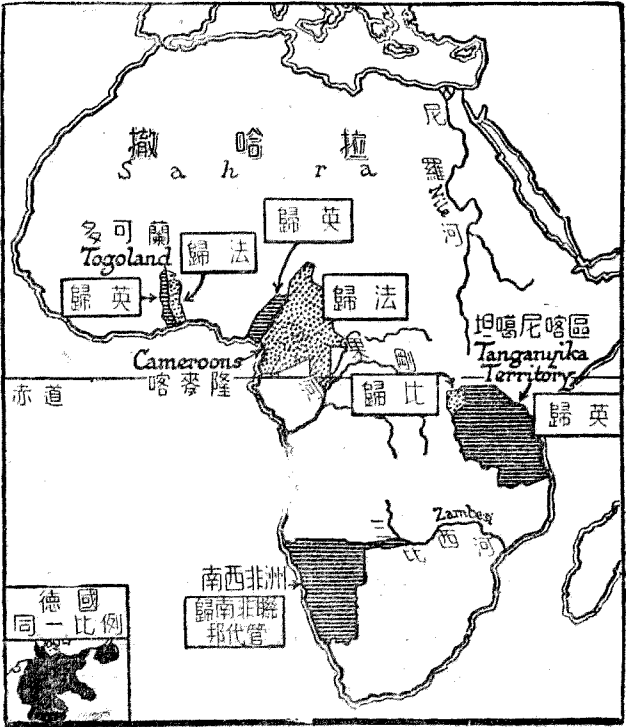 撒哈拉
Sahara
尼羅河
Nile
多可蘭
Togoland
歸法
歸英
歸英
歸法
Cameroons
喀麥隆
剛
河
坦噶尼喀區
Tanganyika
Territory
赤道
歸比
歸英
Zambesi
三比西河
南西非洲
歸南非聯
邦代管
德國
同一比例